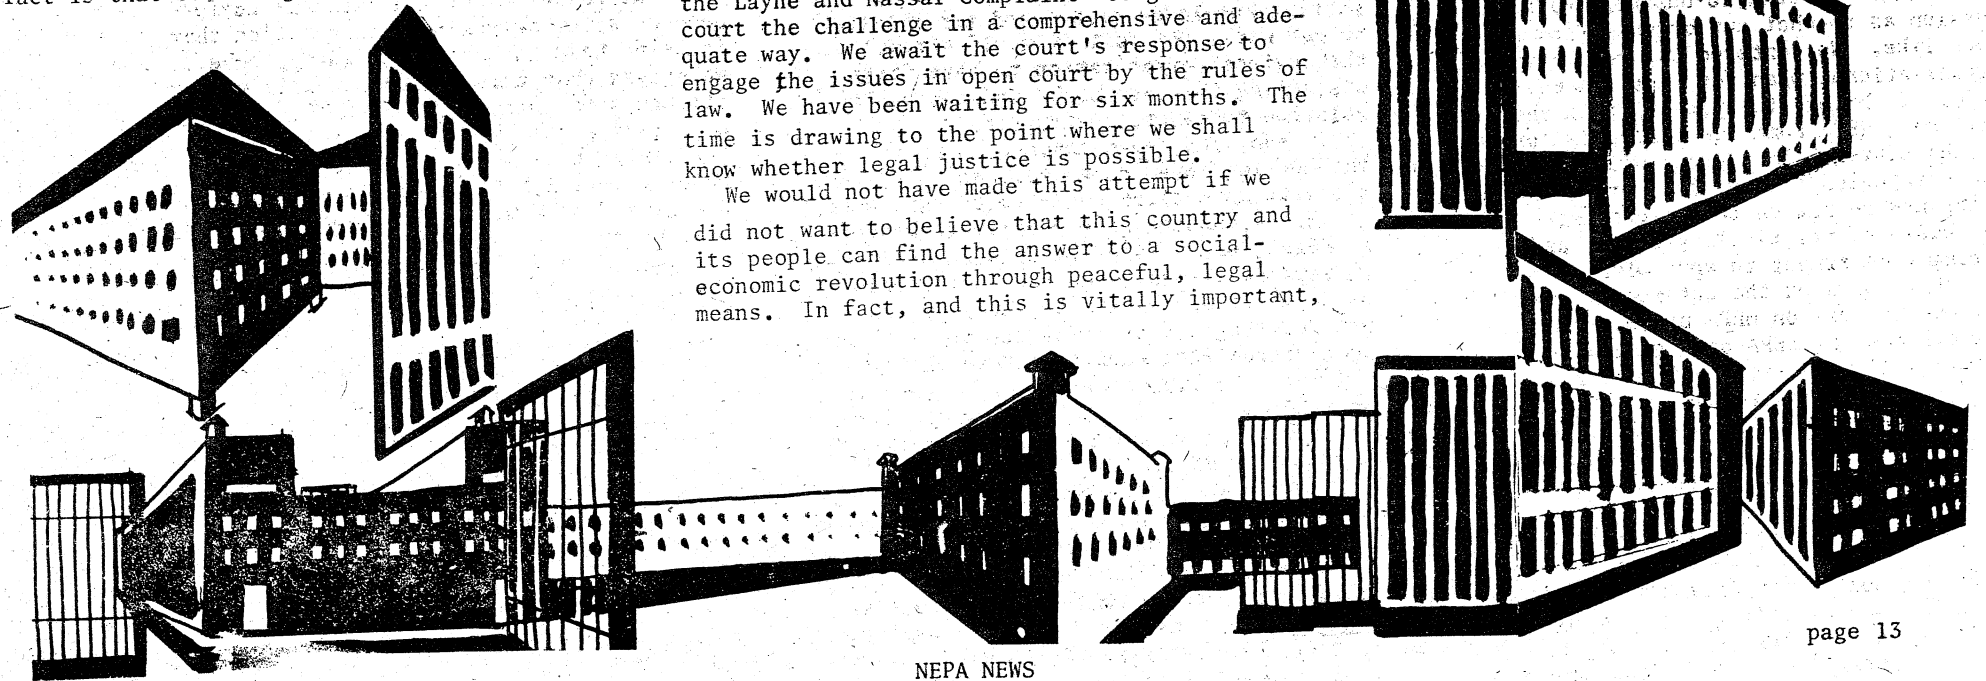 fact is that
the Layne and Nassar Complaint
court the challenge in a comprehensive and ade-
quate way. We await the court's response to
engage the issues in open court by the rules of
law. We have been waiting for six months. The
time is drawing to the point where we shall
know whether legal justice is possible.
We would not have made this attempt if we
did not want to believe that this country and
its people can find the answer to a social-
economic revolution through peaceful, legal
means. In fact, and this is vitally important,
page 13
NEPA NEWS